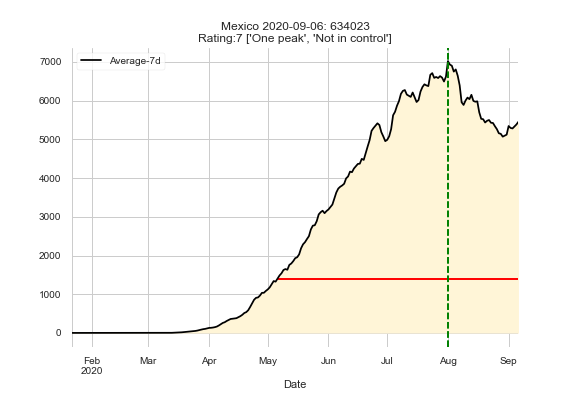 Mexico 2020-09-06: 634023
Rating:7 ['One peak', 'Not in control']
Average-7d
7000
6000
5000
4000
3000
2000
1000
0
Feb Mar Apr May Jun Jul Aug Sep
2020
Date